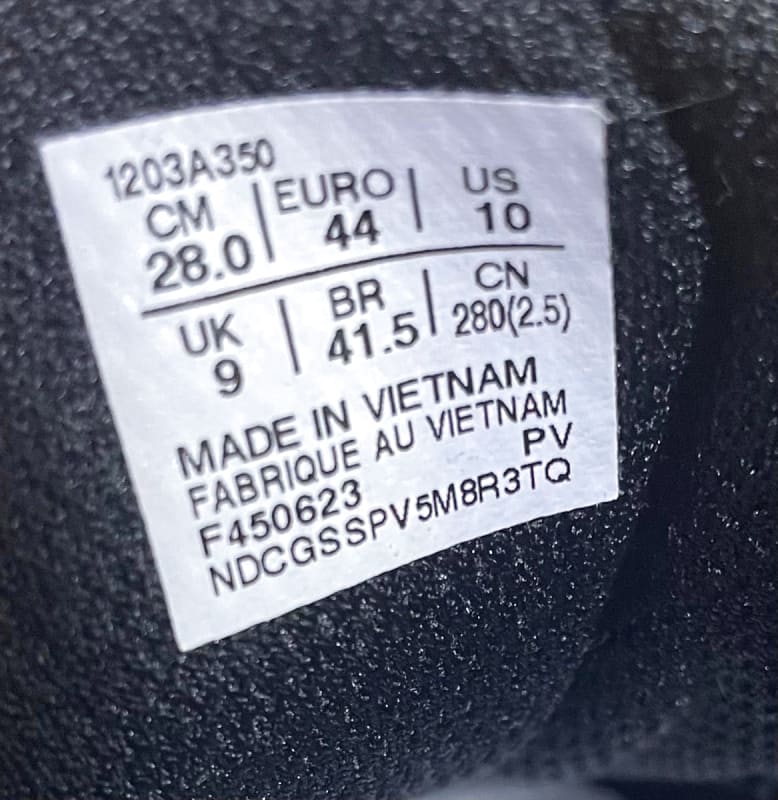 1203A350
CM | EURO | US
28.0 | 44 | 10
UK | BR | CN
9 | 41.5 | 280(2.5)
MADE IN VIETNAM
FABRIQUE AU VIETNAM
F450623 PV
NDCGSSPV5M8R3TQ